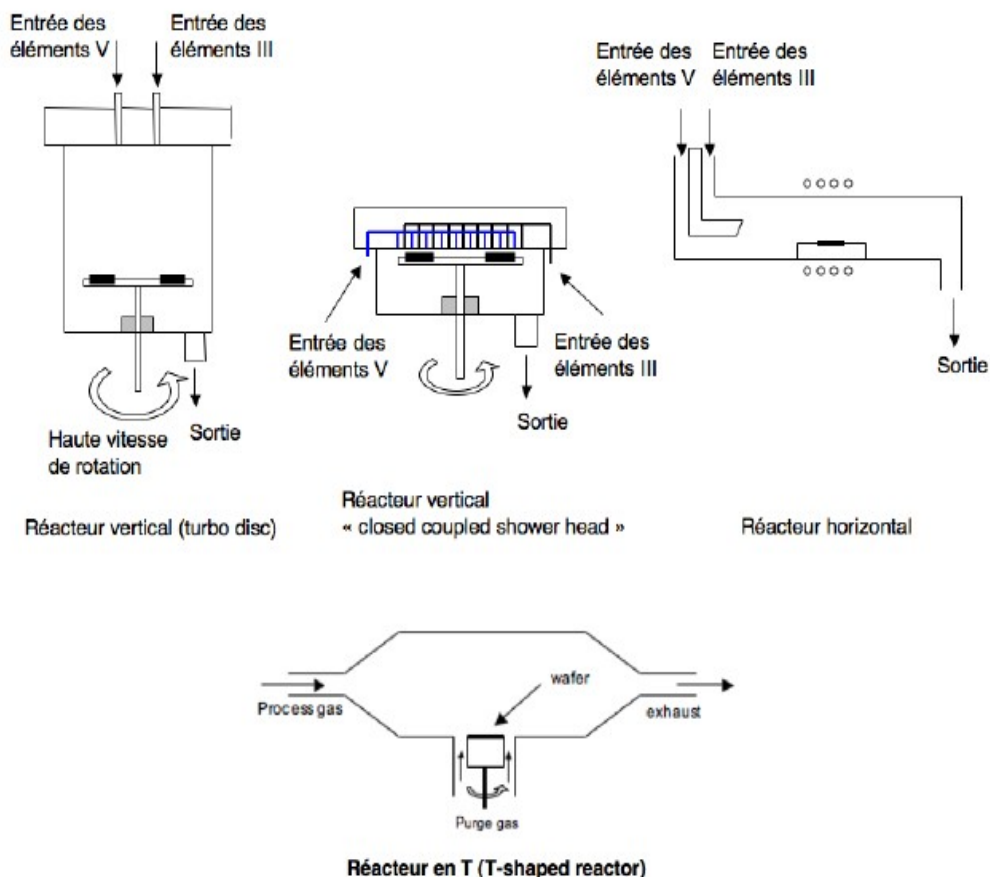 Entrée des
éléments V
Entrée des
éléments III
Haute vitesse
de rotation
Sortie
Réacteur vertical (turbo disc)
Entrée des
éléments V
Entrée des
éléments III
Sortie
Réacteur vertical
« closed coupled shower head »
Entrée des
éléments V
Entrée des
éléments III
Sortie
Réacteur horizontal
Process gas
wafer
exhaust
Purge gas
Réacteur en T (T-shaped reactor)